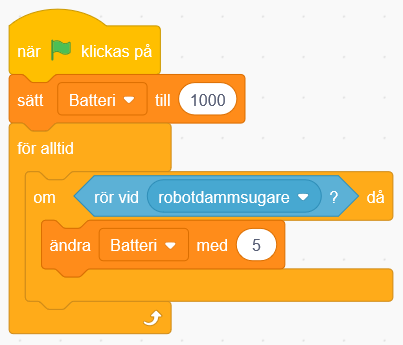 när klickas på
sätt Batteri till 1000
för alltid
om rör vid robotdammsugare ? då
ändra Batteri med 5